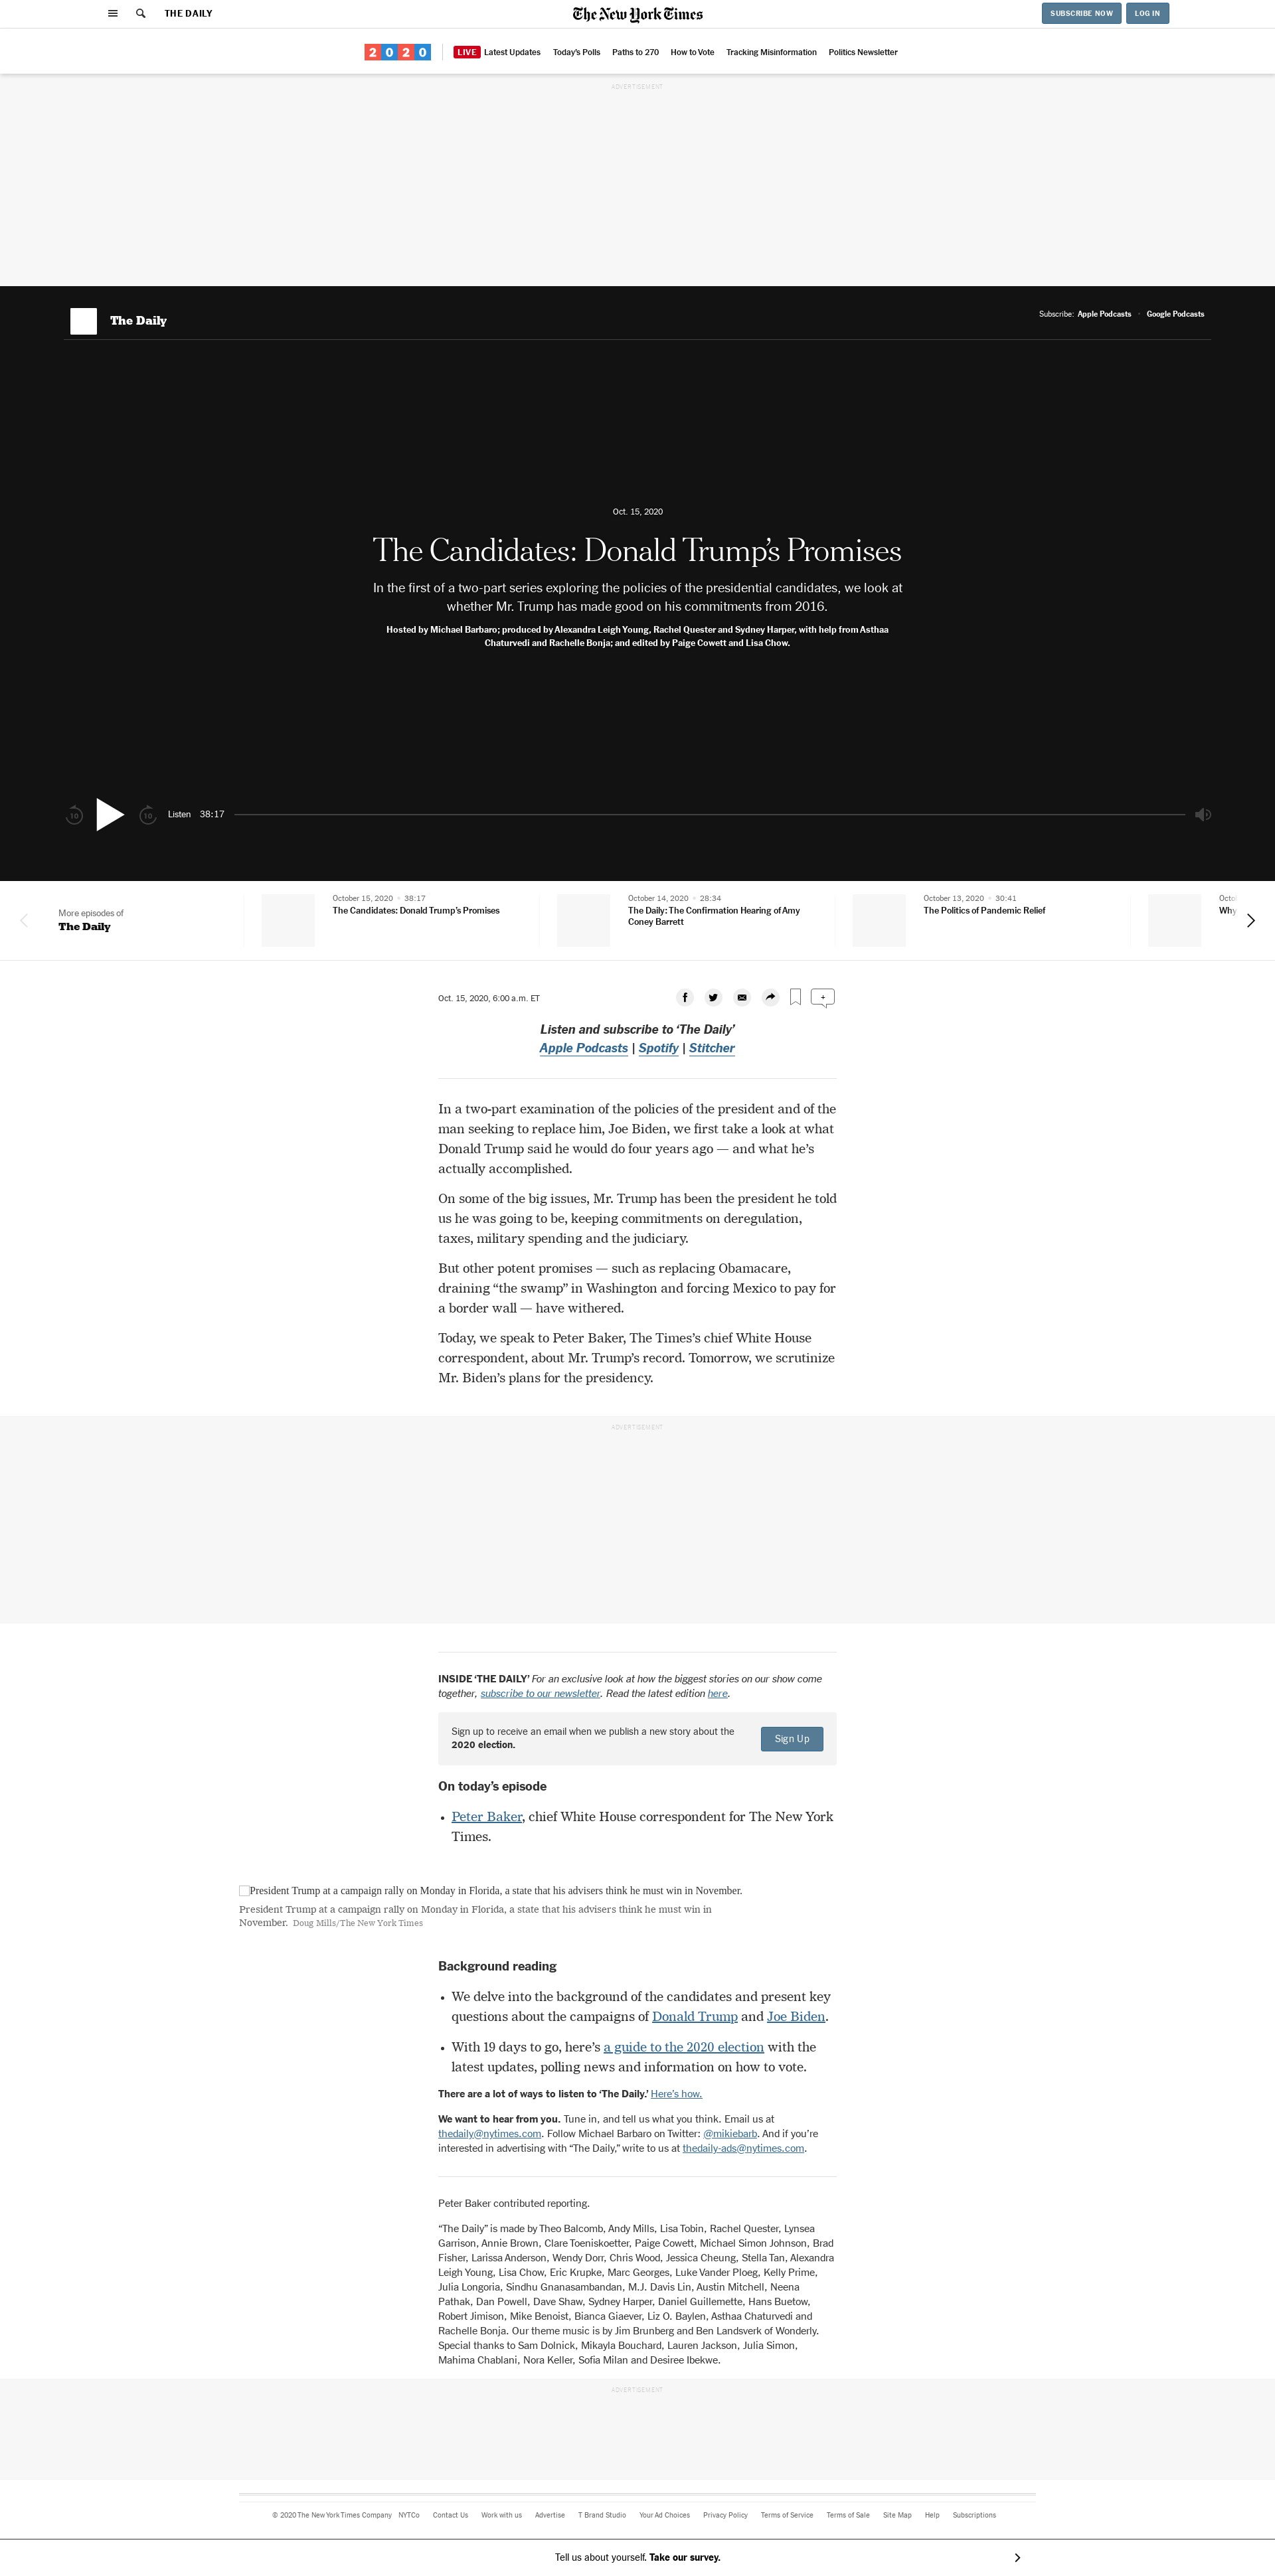 THE DAILY
The New York Times
SUBSCRIBE NOW
LOG IN
2020
LIVE Latest Updates
Today's Polls
Paths to 270
How to Vote
Tracking Misinformation
Politics Newsletter
ADVERTISEMENT
The Daily
Subscribe: Apple Podcasts · Google Podcasts
Oct. 15, 2020
The Candidates: Donald Trump’s Promises
In the first of a two-part series exploring the policies of the presidential candidates, we look at
whether Mr. Trump has made good on his commitments from 2016.
Hosted by Michael Barbaro; produced by Alexandra Leigh Young, Rachel Quester and Sydney Harper, with help from Asthaa
Chaturvedi and Rachelle Bonja; and edited by Paige Cowett and Lisa Chow.
10
10
Listen 38:17
More episodes of
The Daily
October 15, 2020 • 38:17
The Candidates: Donald Trump’s Promises
October 14, 2020 • 28:34
The Daily: The Confirmation Hearing of Amy
Coney Barrett
October 13, 2020 • 30:41
The Politics of Pandemic Relief
Octo
Why
Oct. 15, 2020, 6:00 a.m. ET
+
Listen and subscribe to ‘The Daily’
Apple Podcasts | Spotify | Stitcher
In a two-part examination of the policies of the president and of the
man seeking to replace him, Joe Biden, we first take a look at what
Donald Trump said he would do four years ago — and what he’s
actually accomplished.
On some of the big issues, Mr. Trump has been the president he told
us he was going to be, keeping commitments on deregulation,
taxes, military spending and the judiciary.
But other potent promises — such as replacing Obamacare,
draining “the swamp” in Washington and forcing Mexico to pay for
a border wall — have withered.
Today, we speak to Peter Baker, The Times’s chief White House
correspondent, about Mr. Trump’s record. Tomorrow, we scrutinize
Mr. Biden’s plans for the presidency.
ADVERTISEMENT
INSIDE ‘THE DAILY’ For an exclusive look at how the biggest stories on our show come
together, subscribe to our newsletter. Read the latest edition here.
Sign up to receive an email when we publish a new story about the
2020 election.
Sign Up
On today’s episode
• Peter Baker, chief White House correspondent for The New York
Times.
President Trump at a campaign rally on Monday in Florida, a state that his advisers think he must win in November.
President Trump at a campaign rally on Monday in Florida, a state that his advisers think he must win in
November. Doug Mills/The New York Times
Background reading
• We delve into the background of the candidates and present key
questions about the campaigns of Donald Trump and Joe Biden.
• With 19 days to go, here’s a guide to the 2020 election with the
latest updates, polling news and information on how to vote.
There are a lot of ways to listen to ‘The Daily.’ Here’s how.
We want to hear from you. Tune in, and tell us what you think. Email us at
thedaily@nytimes.com. Follow Michael Barbaro on Twitter: @mikiebarb. And if you’re
interested in advertising with “The Daily,” write to us at thedaily-ads@nytimes.com.
Peter Baker contributed reporting.
“The Daily” is made by Theo Balcomb, Andy Mills, Lisa Tobin, Rachel Quester, Lynsea
Garrison, Annie Brown, Clare Toeniskoetter, Paige Cowett, Michael Simon Johnson, Brad
Fisher, Larissa Anderson, Wendy Dorr, Chris Wood, Jessica Cheung, Stella Tan, Alexandra
Leigh Young, Lisa Chow, Eric Krupke, Marc Georges, Luke Vander Ploeg, Kelly Prime,
Julia Longoria, Sindhu Gnanasambandan, M.J. Davis Lin, Austin Mitchell, Neena
Pathak, Dan Powell, Dave Shaw, Sydney Harper, Daniel Guillemette, Hans Buetow,
Robert Jimison, Mike Benoist, Bianca Giaever, Liz O. Baylen, Asthaa Chaturvedi and
Rachelle Bonja. Our theme music is by Jim Brunberg and Ben Landsverk of Wonderly.
Special thanks to Sam Dolnick, Mikayla Bouchard, Lauren Jackson, Julia Simon,
Mahima Chablani, Nora Keller, Sofia Milan and Desiree Ibekwe.
ADVERTISEMENT
© 2020 The New York Times Company
NYTCo
Contact Us
Work with us
Advertise
T Brand Studio
Your Ad Choices
Privacy Policy
Terms of Service
Terms of Sale
Site Map
Help
Subscriptions
Tell us about yourself. Take our survey.